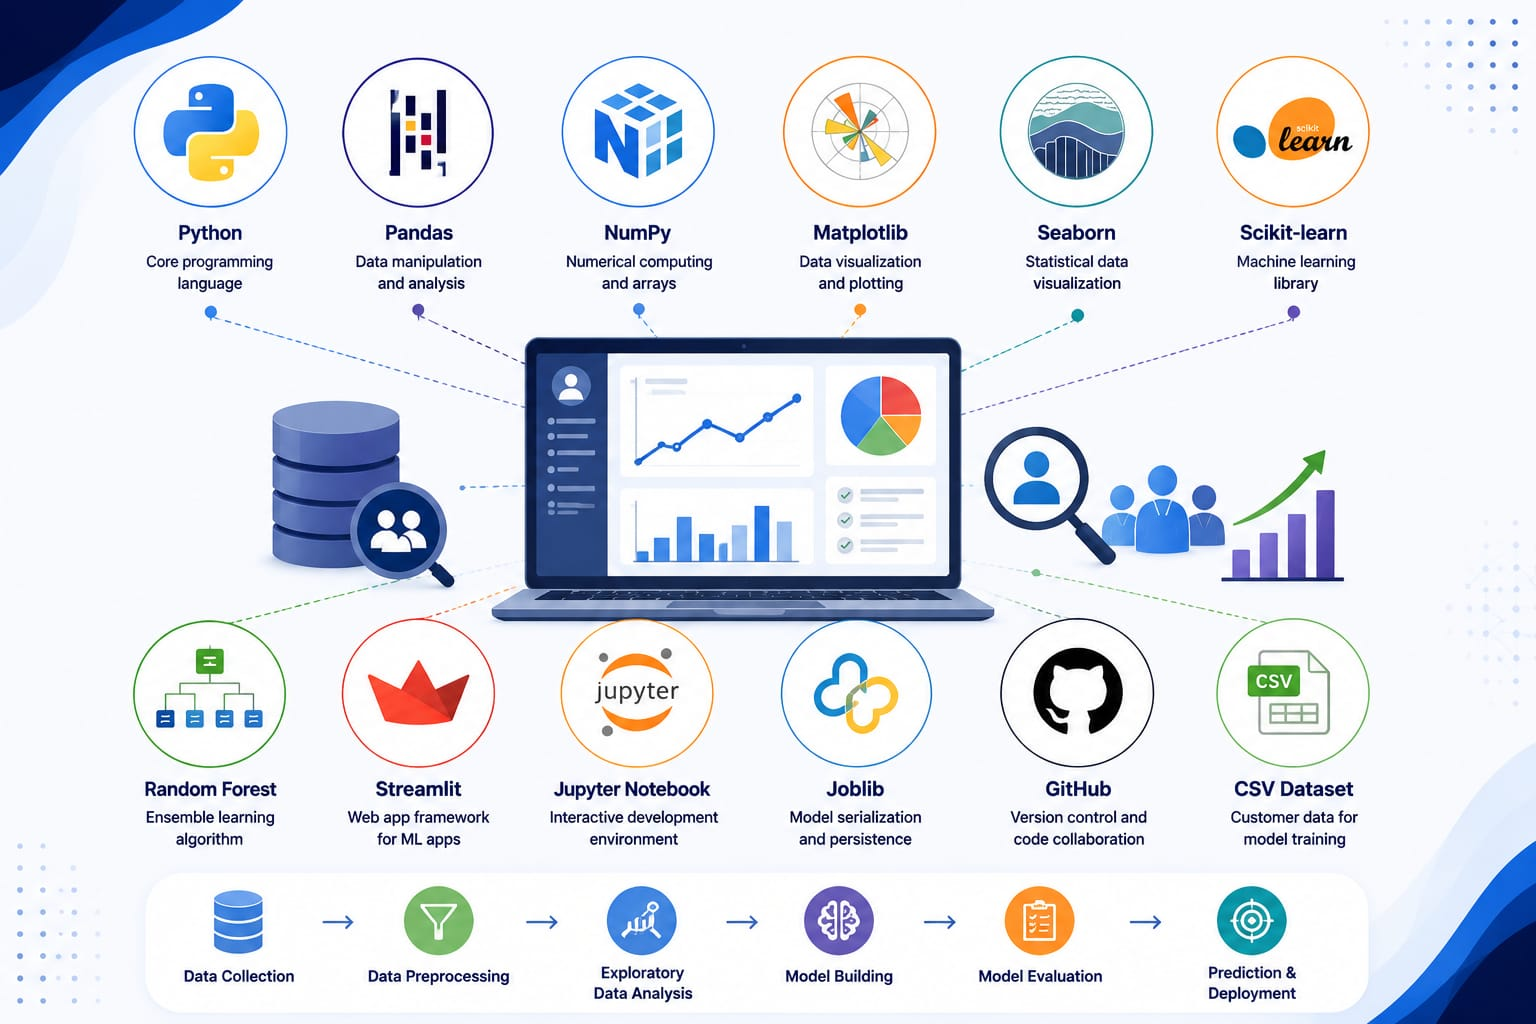 scikit
learn
Python
Core programming
language
Pandas
Data manipulation
and analysis
NumPy
Numerical computing
and arrays
Matplotlib
Data visualization
and plotting
Seaborn
Statistical data
visualization
Scikit-learn
Machine learning
library
jupyter
CSV
Random Forest
Ensemble learning
algorithm
Streamlit
Web app framework
for ML apps
Jupyter Notebook
Interactive development
environment
Joblib
Model serialization
and persistence
GitHub
Version control and
code collaboration
CSV Dataset
Customer data for
model training
Data Collection
Data Preprocessing
Exploratory
Data Analysis
Model Building
Model Evaluation
Prediction &
Deployment